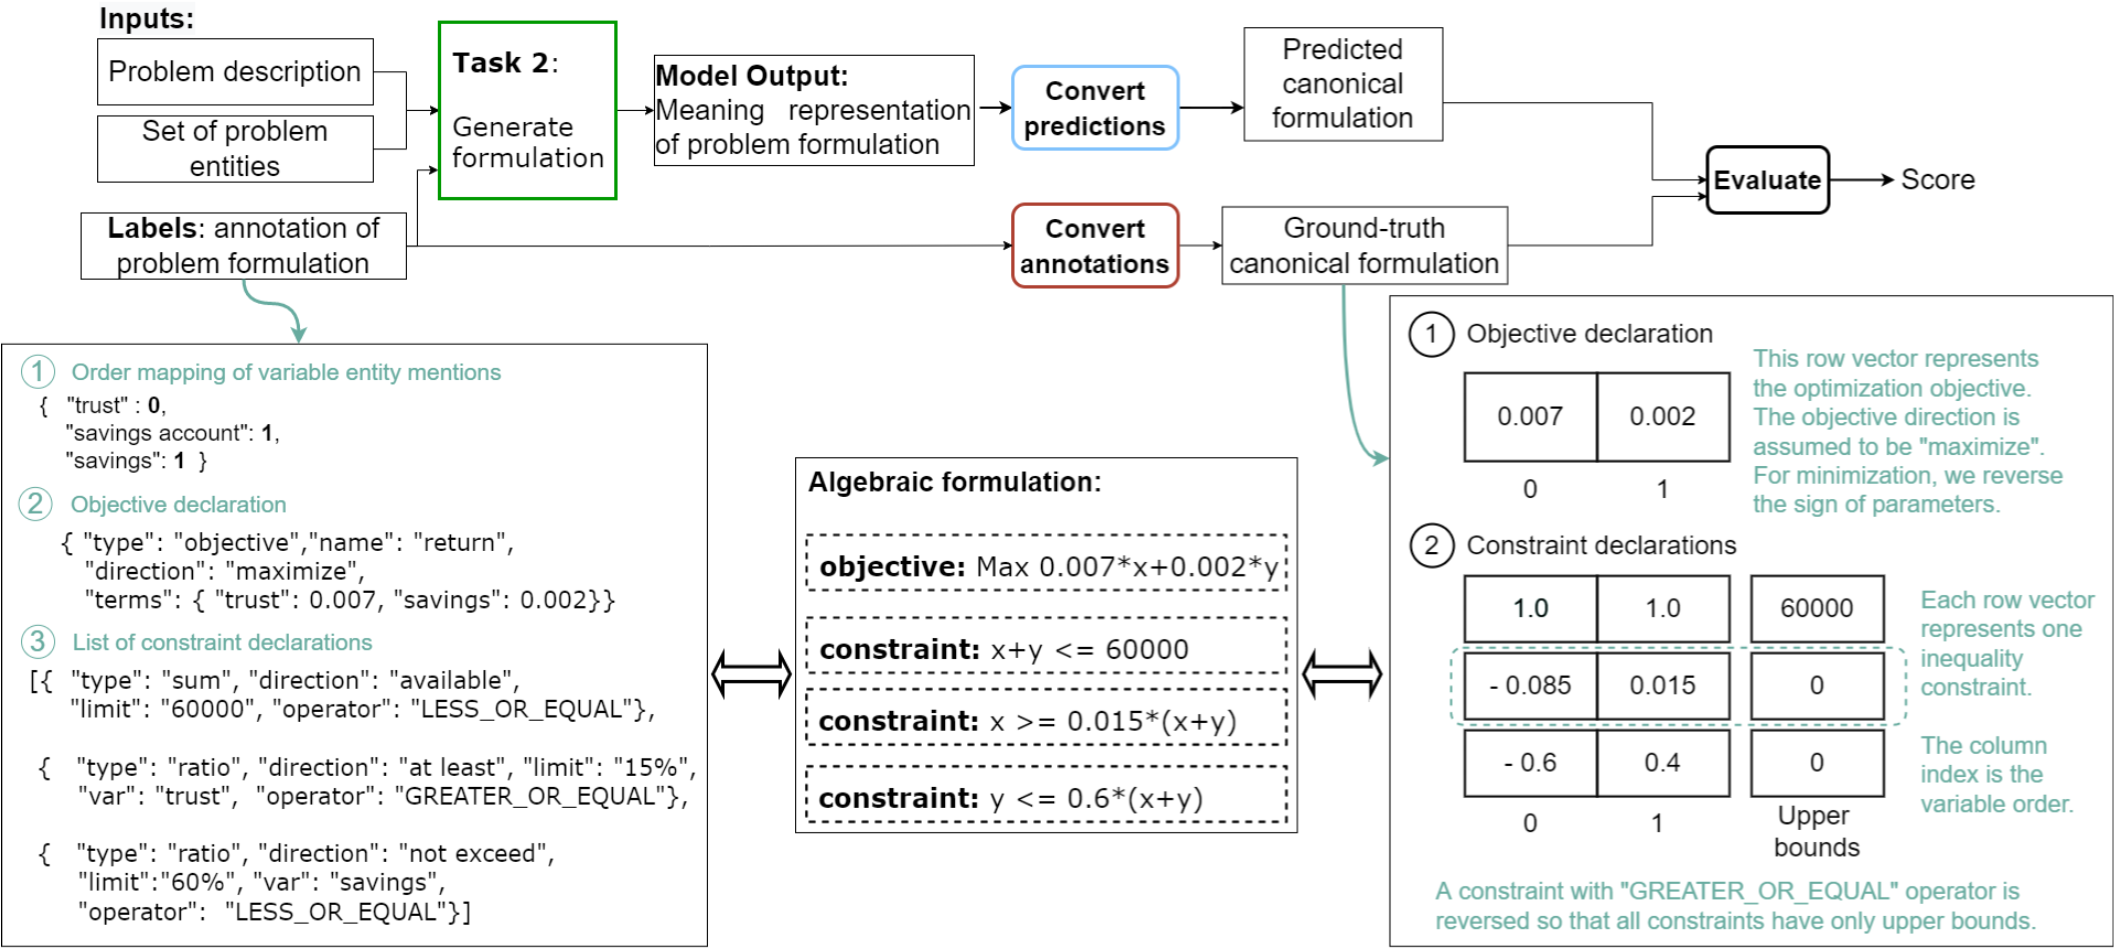 Inputs:
Problem description
Set of problem
entities
Labels: annotation of
problem formulation
Task 2:
Generate
formulation
Model Output:
Meaning representation
of problem formulation
Convert
predictions
Predicted
canonical
formulation
Convert
annotations
Ground-truth
canonical formulation
Evaluate
Score
1 Order mapping of variable entity mentions
{ "trust" : 0,
"savings account": 1,
"savings": 1 }
2 Objective declaration
{ "type": "objective","name": "return",
"direction": "maximize",
"terms": { "trust": 0.007, "savings": 0.002}}
3 List of constraint declarations
[{ "type": "sum", "direction": "available",
"limit": "60000", "operator": "LESS_OR_EQUAL"},
{ "type": "ratio", "direction": "at least", "limit": "15%",
"var": "trust", "operator": "GREATER_OR_EQUAL"},
{ "type": "ratio", "direction": "not exceed",
"limit":"60%", "var": "savings",
"operator": "LESS_OR_EQUAL"}]
Algebraic formulation:
objective: Max 0.007*x+0.002*y
constraint: x+y <= 60000
constraint: x >= 0.015*(x+y)
constraint: y <= 0.6*(x+y)
1 Objective declaration
0.007 0.002
0 1
This row vector represents
the optimization objective.
The objective direction is
assumed to be "maximize".
For minimization, we reverse
the sign of parameters.
2 Constraint declarations
1.0 1.0 60000
- 0.085 0.015 0
- 0.6 0.4 0
0 1 Upper
bounds
Each row vector
represents one
inequality
constraint.
The column
index is the
variable order.
A constraint with "GREATER_OR_EQUAL" operator is
reversed so that all constraints have only upper bounds.